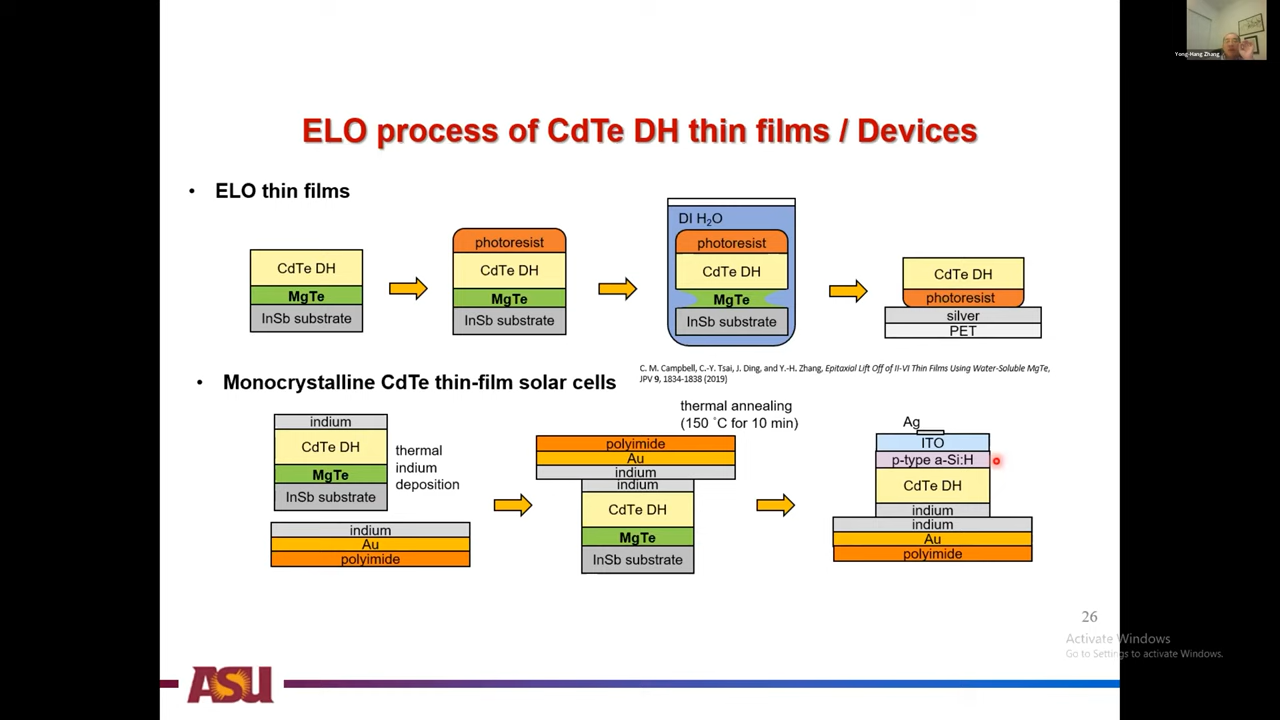 Yong-Hang Zhang
ELO process of CdTe DH thin films / Devices
• ELO thin films
CdTe DH
MgTe
InSb substrate
photoresist
CdTe DH
MgTe
InSb substrate
DI H₂O
photoresist
CdTe DH
MgTe
InSb substrate
CdTe DH
photoresist
silver
PET
C. M. Campbell, C.-Y. Tsai, J. Ding, and Y.-H. Zhang, Epitaxial Lift Off of II-VI Thin Films Using Water-Soluble MgTe,
JPV 9, 1834-1838 (2019)
• Monocrystalline CdTe thin-film solar cells
indium
CdTe DH
MgTe
InSb substrate
thermal
indium
deposition
indium
Au
polyimide
thermal annealing
(150 ˚C for 10 min)
polyimide
Au
indium
indium
CdTe DH
MgTe
InSb substrate
Ag
ITO
p-type a-Si:H
CdTe DH
indium
indium
Au
polyimide
26
Activate Windows
Go to Settings to activate Windows.
ASU